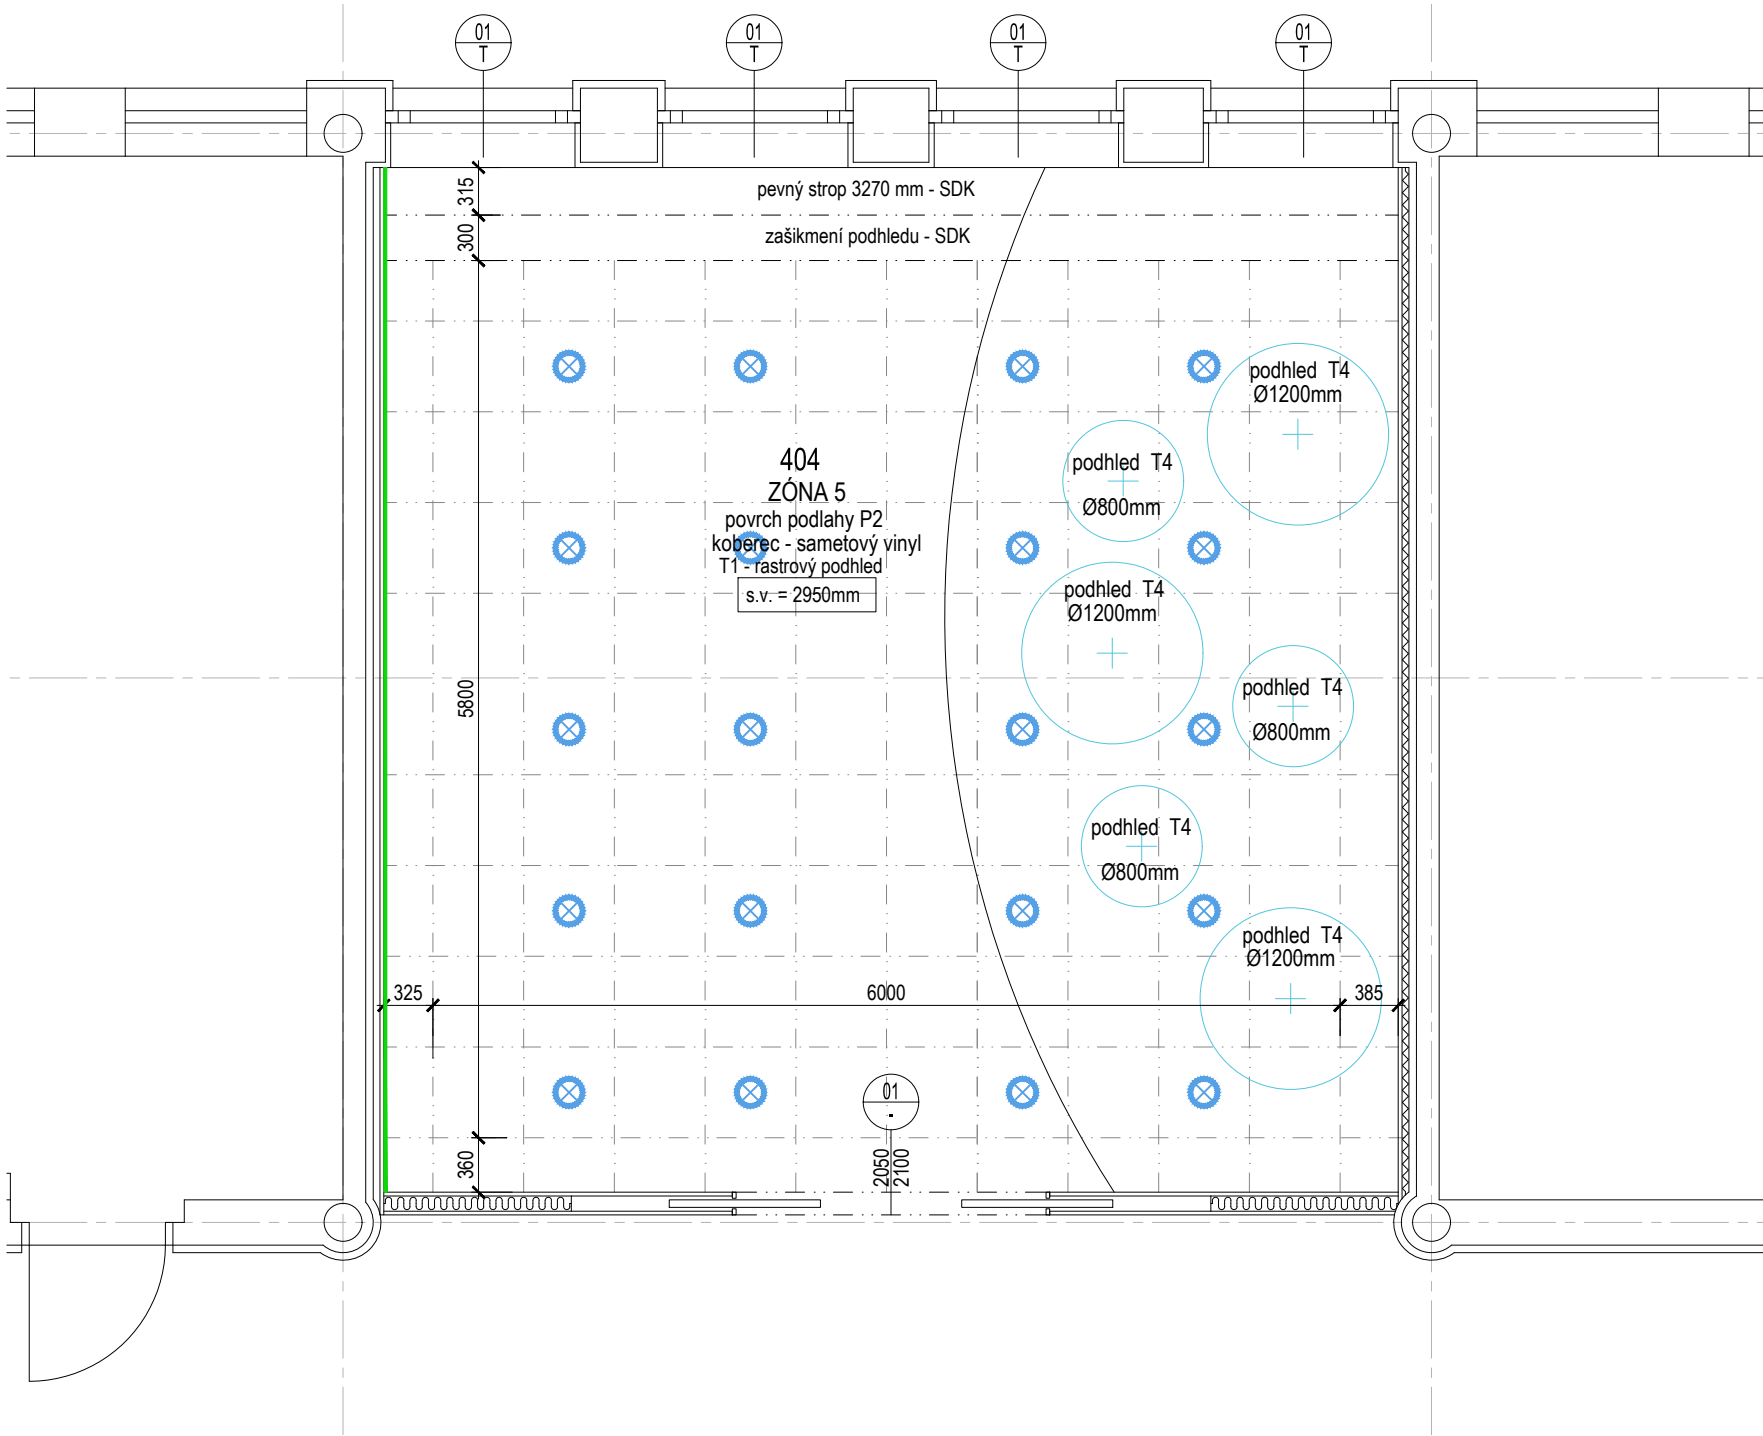 01
T
01
T
01
T
01
T
315
pevný strop 3270 mm - SDK
300
zašikmení podhledu - SDK
podhled T4
Ø1200mm
podhled T4
Ø800mm
404
ZÓNA 5
povrch podlahy P2
koberec - sametový vinyl
T1 - rastrový podhled
s.v. = 2950mm
podhled T4
Ø1200mm
5800
podhled T4
Ø800mm
podhled T4
Ø800mm
podhled T4
Ø1200mm
325
6000
385
01
-
360
2050
2100